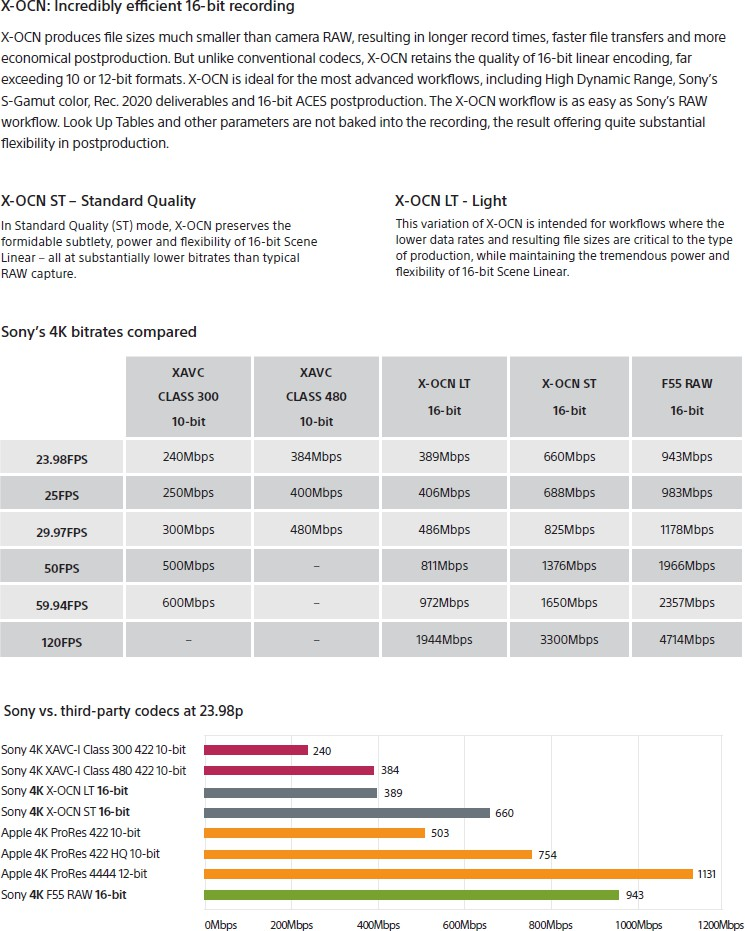 X-OCN: Incredibly efficient 16-bit recording
X-OCN produces file sizes much smaller than camera RAW, resulting in longer record times, faster file transfers and more
economical postproduction. But unlike conventional codecs, X-OCN retains the quality of 16-bit linear encoding, far
exceeding 10 or 12-bit formats. X-OCN is ideal for the most advanced workflows, including High Dynamic Range, Sony's
S-Gamut color, Rec. 2020 deliverables and 16-bit ACES postproduction. The X-OCN workflow is as easy as Sony's RAW
workflow. Look Up Tables and other parameters are not baked into the recording, the result offering quite substantial
flexibility in postproduction.
X-OCN ST – Standard Quality
In Standard Quality (ST) mode, X-OCN preserves the
formidable subtlety, power and flexibility of 16-bit Scene
Linear – all at substantially lower bitrates than typical
RAW capture.
X-OCN LT - Light
This variation of X-OCN is intended for workflows where the
lower data rates and resulting file sizes are critical to the type
of production, while maintaining the tremendous power and
flexibility of 16-bit Scene Linear.
Sony's 4K bitrates compared
XAVC CLASS 300 10-bit XAVC CLASS 480 10-bit X-OCN LT 16-bit X-OCN ST 16-bit F55 RAW 16-bit
23.98FPS 240Mbps 384Mbps 389Mbps 660Mbps 943Mbps
25FPS 250Mbps 400Mbps 406Mbps 688Mbps 983Mbps
29.97FPS 300Mbps 480Mbps 486Mbps 825Mbps 1178Mbps
50FPS 500Mbps – 811Mbps 1376Mbps 1966Mbps
59.94FPS 600Mbps – 972Mbps 1650Mbps 2357Mbps
120FPS – – 1944Mbps 3300Mbps 4714Mbps
Sony vs. third-party codecs at 23.98p
Sony 4K XAVC-I Class 300 422 10-bit 240
Sony 4K XAVC-I Class 480 422 10-bit 384
Sony 4K X-OCN LT 16-bit 389
Sony 4K X-OCN ST 16-bit 660
Apple 4K ProRes 422 10-bit 503
Apple 4K ProRes 422 HQ 10-bit 754
Apple 4K ProRes 4444 12-bit 1131
Sony 4K F55 RAW 16-bit 943
0Mbps 200Mbps 400Mbps 600Mbps 800Mbps 1000Mbps 1200Mbps